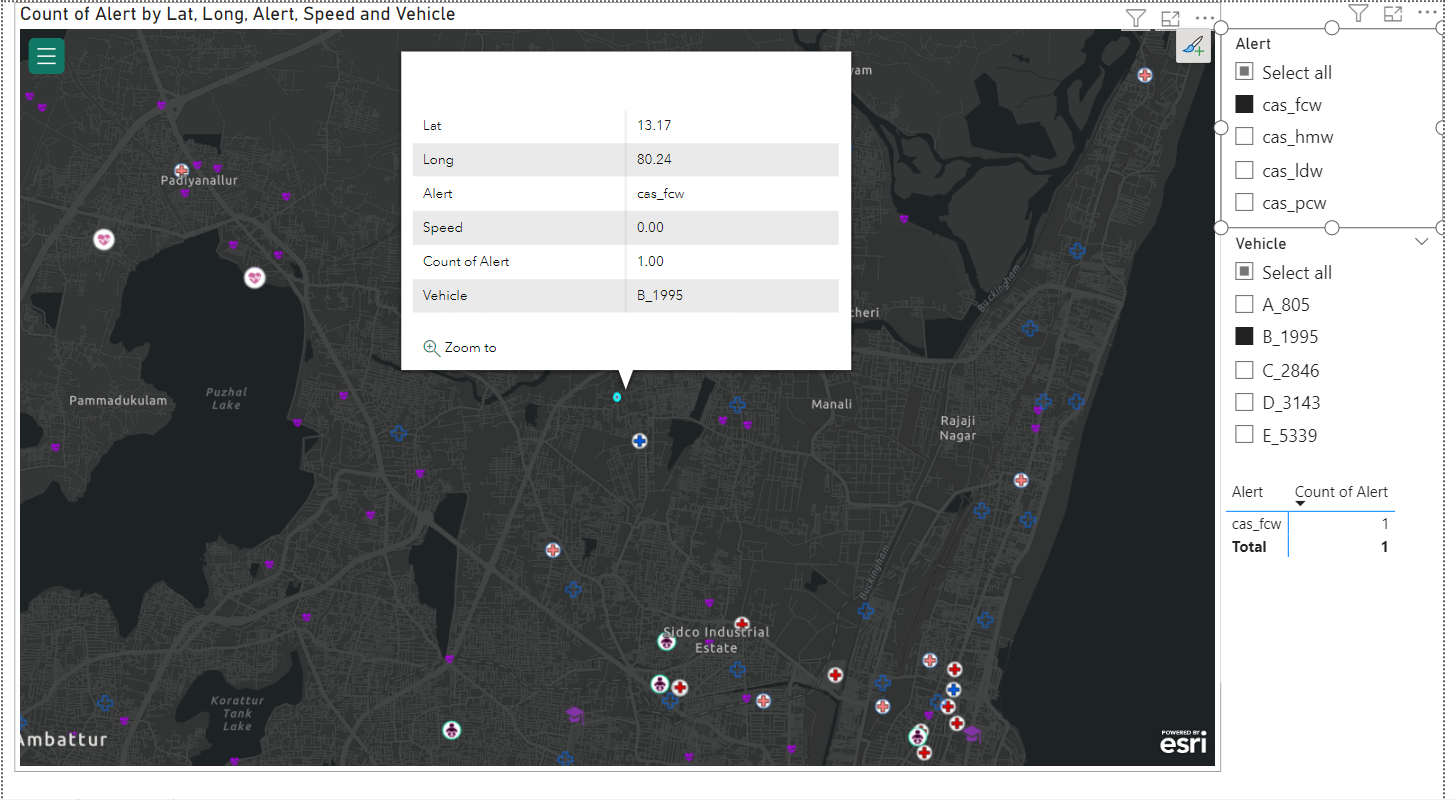 Count of Alert by Lat, Long, Alert, Speed and Vehicle
Lat 13.17
Long 80.24
Alert cas_fcw
Speed 0.00
Count of Alert 1.00
Vehicle B_1995
Zoom to
yam
Padiyanallur
Buckingham
cheri
Puzhal
Lake
Pammadukulam
Manali
Rajaji
Nagar
Buckingham
Sidco Industrial
Estate
Korattur
Tank
Lake
Ambattur
POWERED BY
esri
Alert
Select all
cas_fcw
cas_hmw
cas_ldw
cas_pcw
Vehicle
Select all
A_805
B_1995
C_2846
D_3143
E_5339
Alert Count of Alert
cas_fcw 1
Total 1